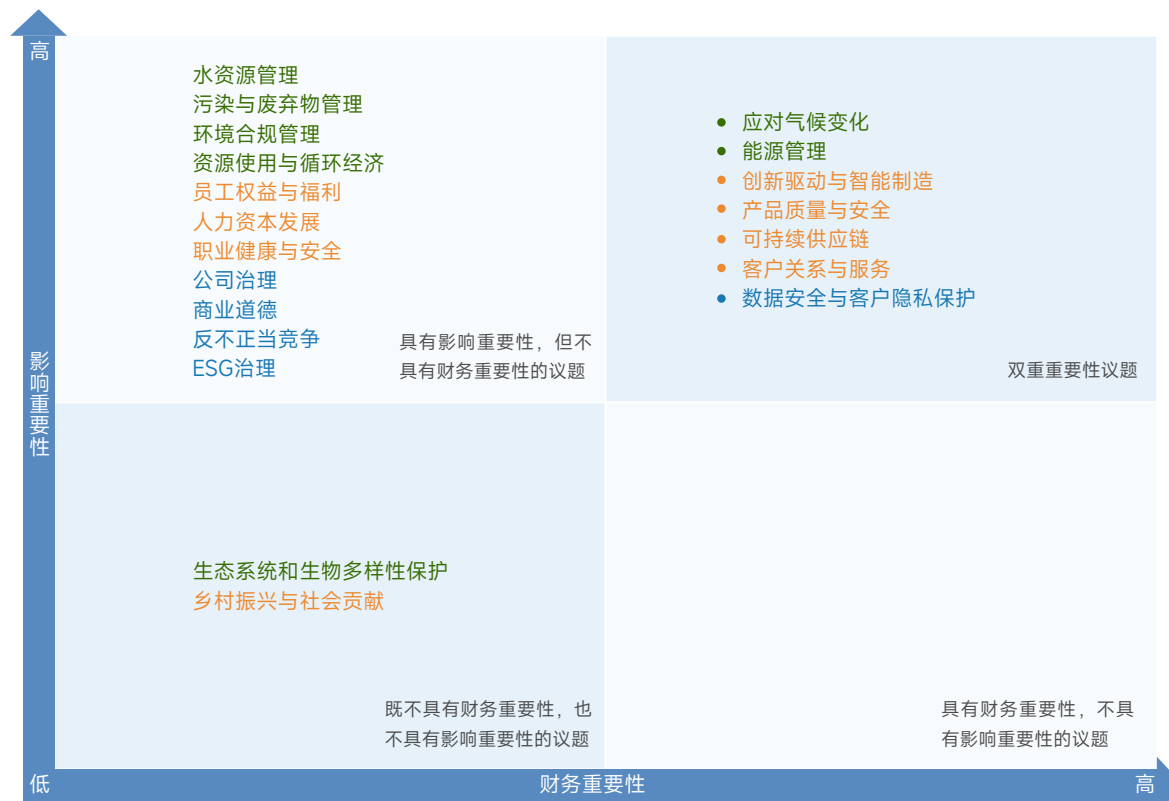 高
影响重要性
水资源管理
污染与废弃物管理
环境合规管理
资源使用与循环经济
员工权益与福利
人力资本发展
职业健康与安全
公司治理
商业道德
反不正当竞争
ESG治理
具有影响重要性，但不
具有财务重要性的议题
应对气候变化
能源管理
创新驱动与智能制造
产品质量与安全
可持续供应链
客户关系与服务
数据安全与客户隐私保护
双重重要性议题
生态系统和生物多样性保护
乡村振兴与社会贡献
既不具有财务重要性，也
不具有影响重要性的议题
具有财务重要性，不具
有影响重要性的议题
低
财务重要性
高